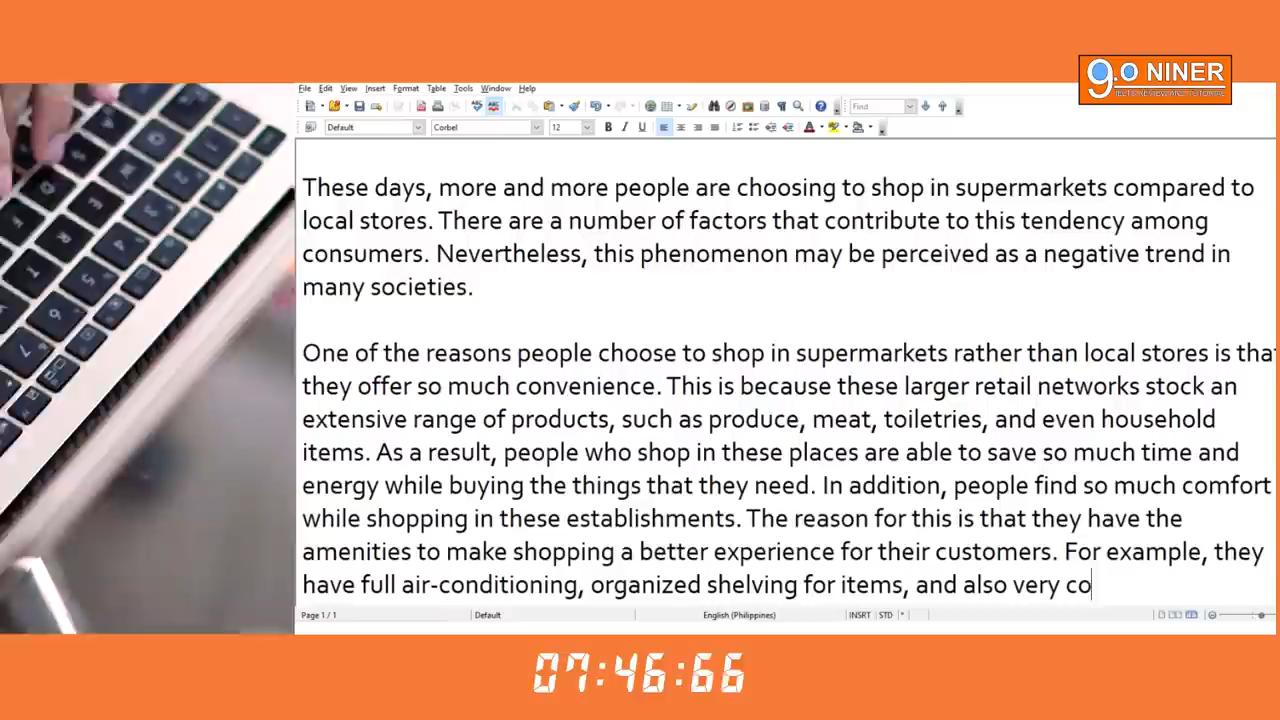 9.0 NINER
IELTS REVIEW AND TUTORIAL
File Edit View Insert Format Table Tools Window Help
Find
Default Corbel 12 B I U
These days, more and more people are choosing to shop in supermarkets compared to
local stores. There are a number of factors that contribute to this tendency among
consumers. Nevertheless, this phenomenon may be perceived as a negative trend in
many societies.
One of the reasons people choose to shop in supermarkets rather than local stores is that
they offer so much convenience. This is because these larger retail networks stock an
extensive range of products, such as produce, meat, toiletries, and even household
items. As a result, people who shop in these places are able to save so much time and
energy while buying the things that they need. In addition, people find so much comfort
while shopping in these establishments. The reason for this is that they have the
amenities to make shopping a better experience for their customers. For example, they
have full air-conditioning, organized shelving for items, and also very co
Page 1 / 1 Default English (Philippines) INSRT STD *
07:46:66